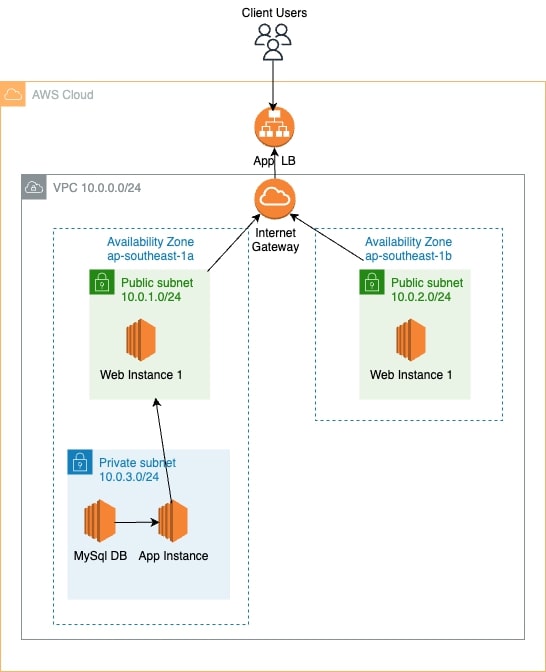 Client Users
AWS Cloud
App LB
VPC 10.0.0.0/24
Internet
Gateway
Availability Zone
ap-southeast-1a
Availability Zone
ap-southeast-1b
Public subnet
10.0.1.0/24
Public subnet
10.0.2.0/24
Web Instance 1
Web Instance 1
Private subnet
10.0.3.0/24
MySql DB
App Instance